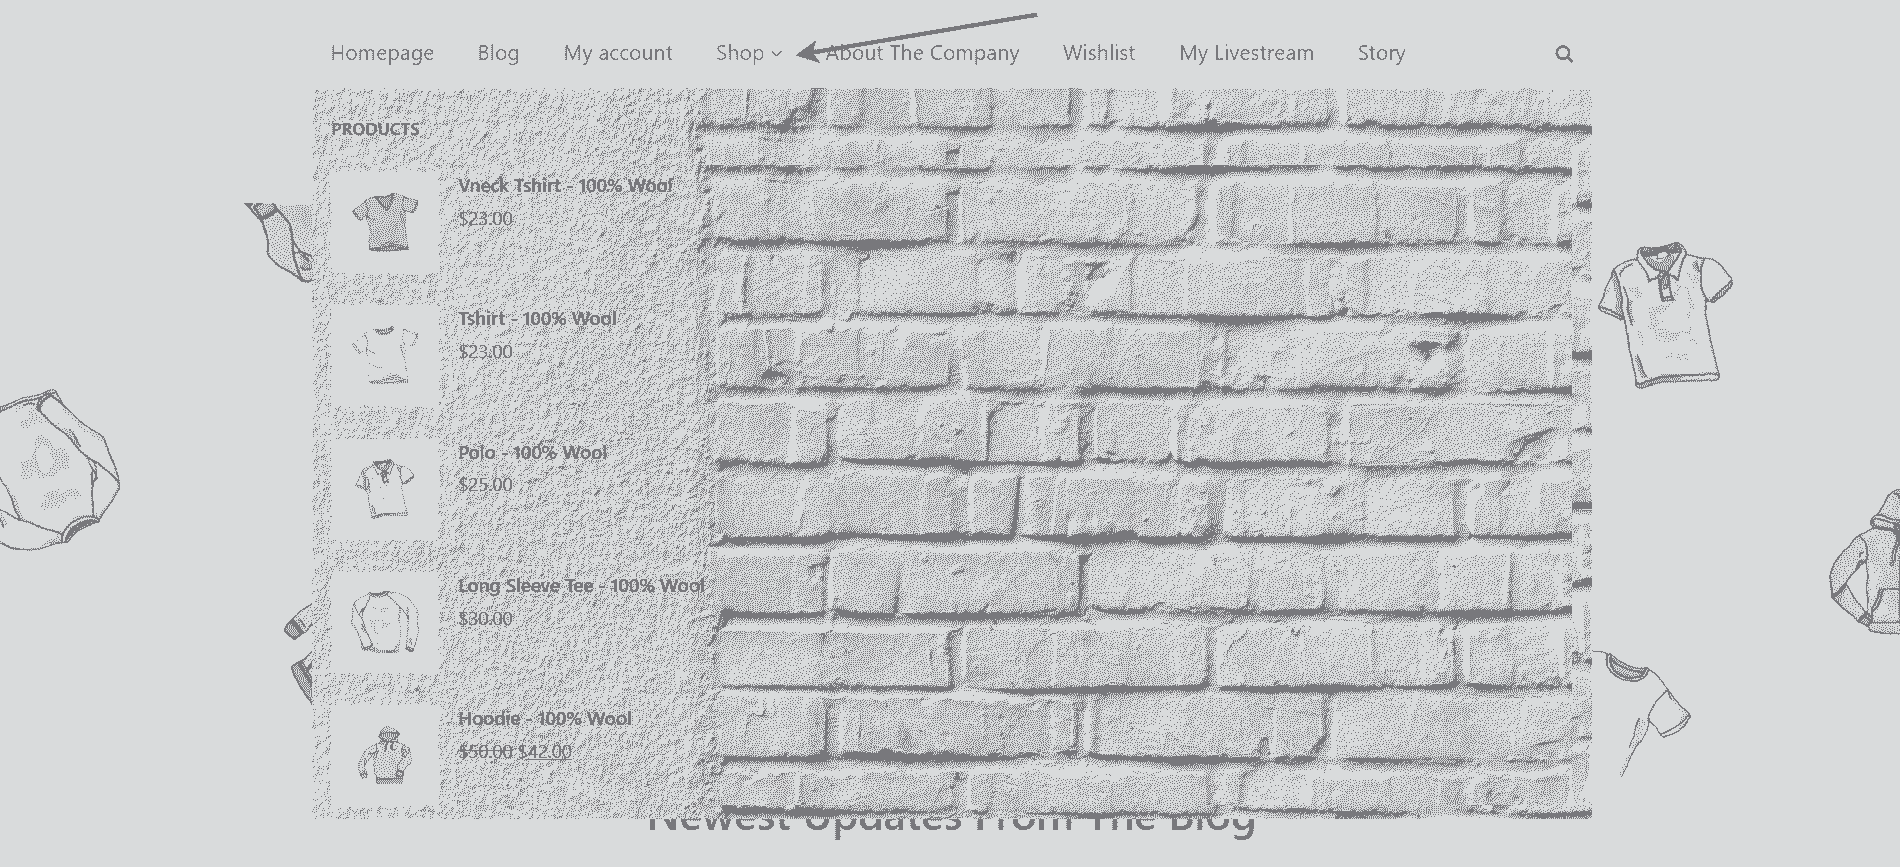 Homepage Blog My account Shop About The Company Wishlist My Livestream Story
PRODUCTS
Vneck Tshirt - 100% Wool
$23.00
Tshirt - 100% Wool
$23.00
Polo - 100% Wool
$25.00
Long Sleeve Tee - 100% Wool
$30.00
Hoodie - 100% Wool
$50.00 $42.00
Newest Updates From The Blog